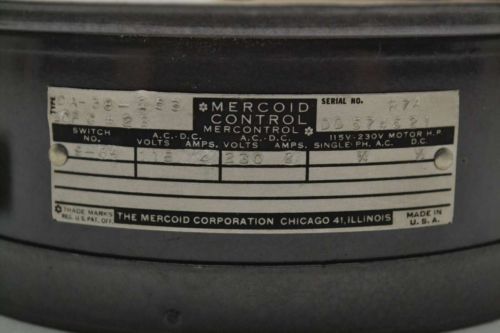 TYPE
MERCOID
CONTROL
MERCONTROL
SERIAL NO.
SWITCH NO.
A.C.-D.C. VOLTS AMPS.
A.C.-D.C. VOLTS AMPS.
115V-230V MOTOR H.P.
SINGLE-PH. A.C. D.C.
230
TRADE MARKS
REG. U.S. PAT. OFF.
THE MERCOID CORPORATION CHICAGO 41, ILLINOIS
MADE IN
U.S.A.